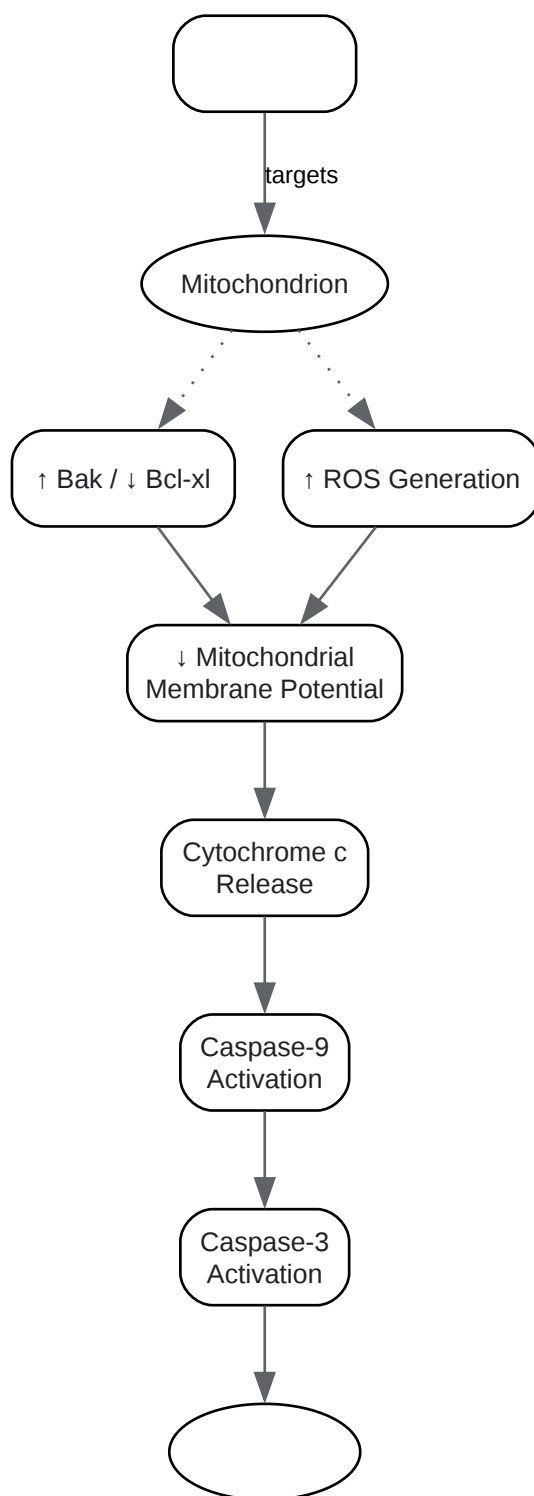 targets
Mitochondrion
↑ Bak / ↓ Bcl-xl
↑ ROS Generation
↓ Mitochondrial
Membrane Potential
Cytochrome c
Release
Caspase-9
Activation
Caspase-3
Activation